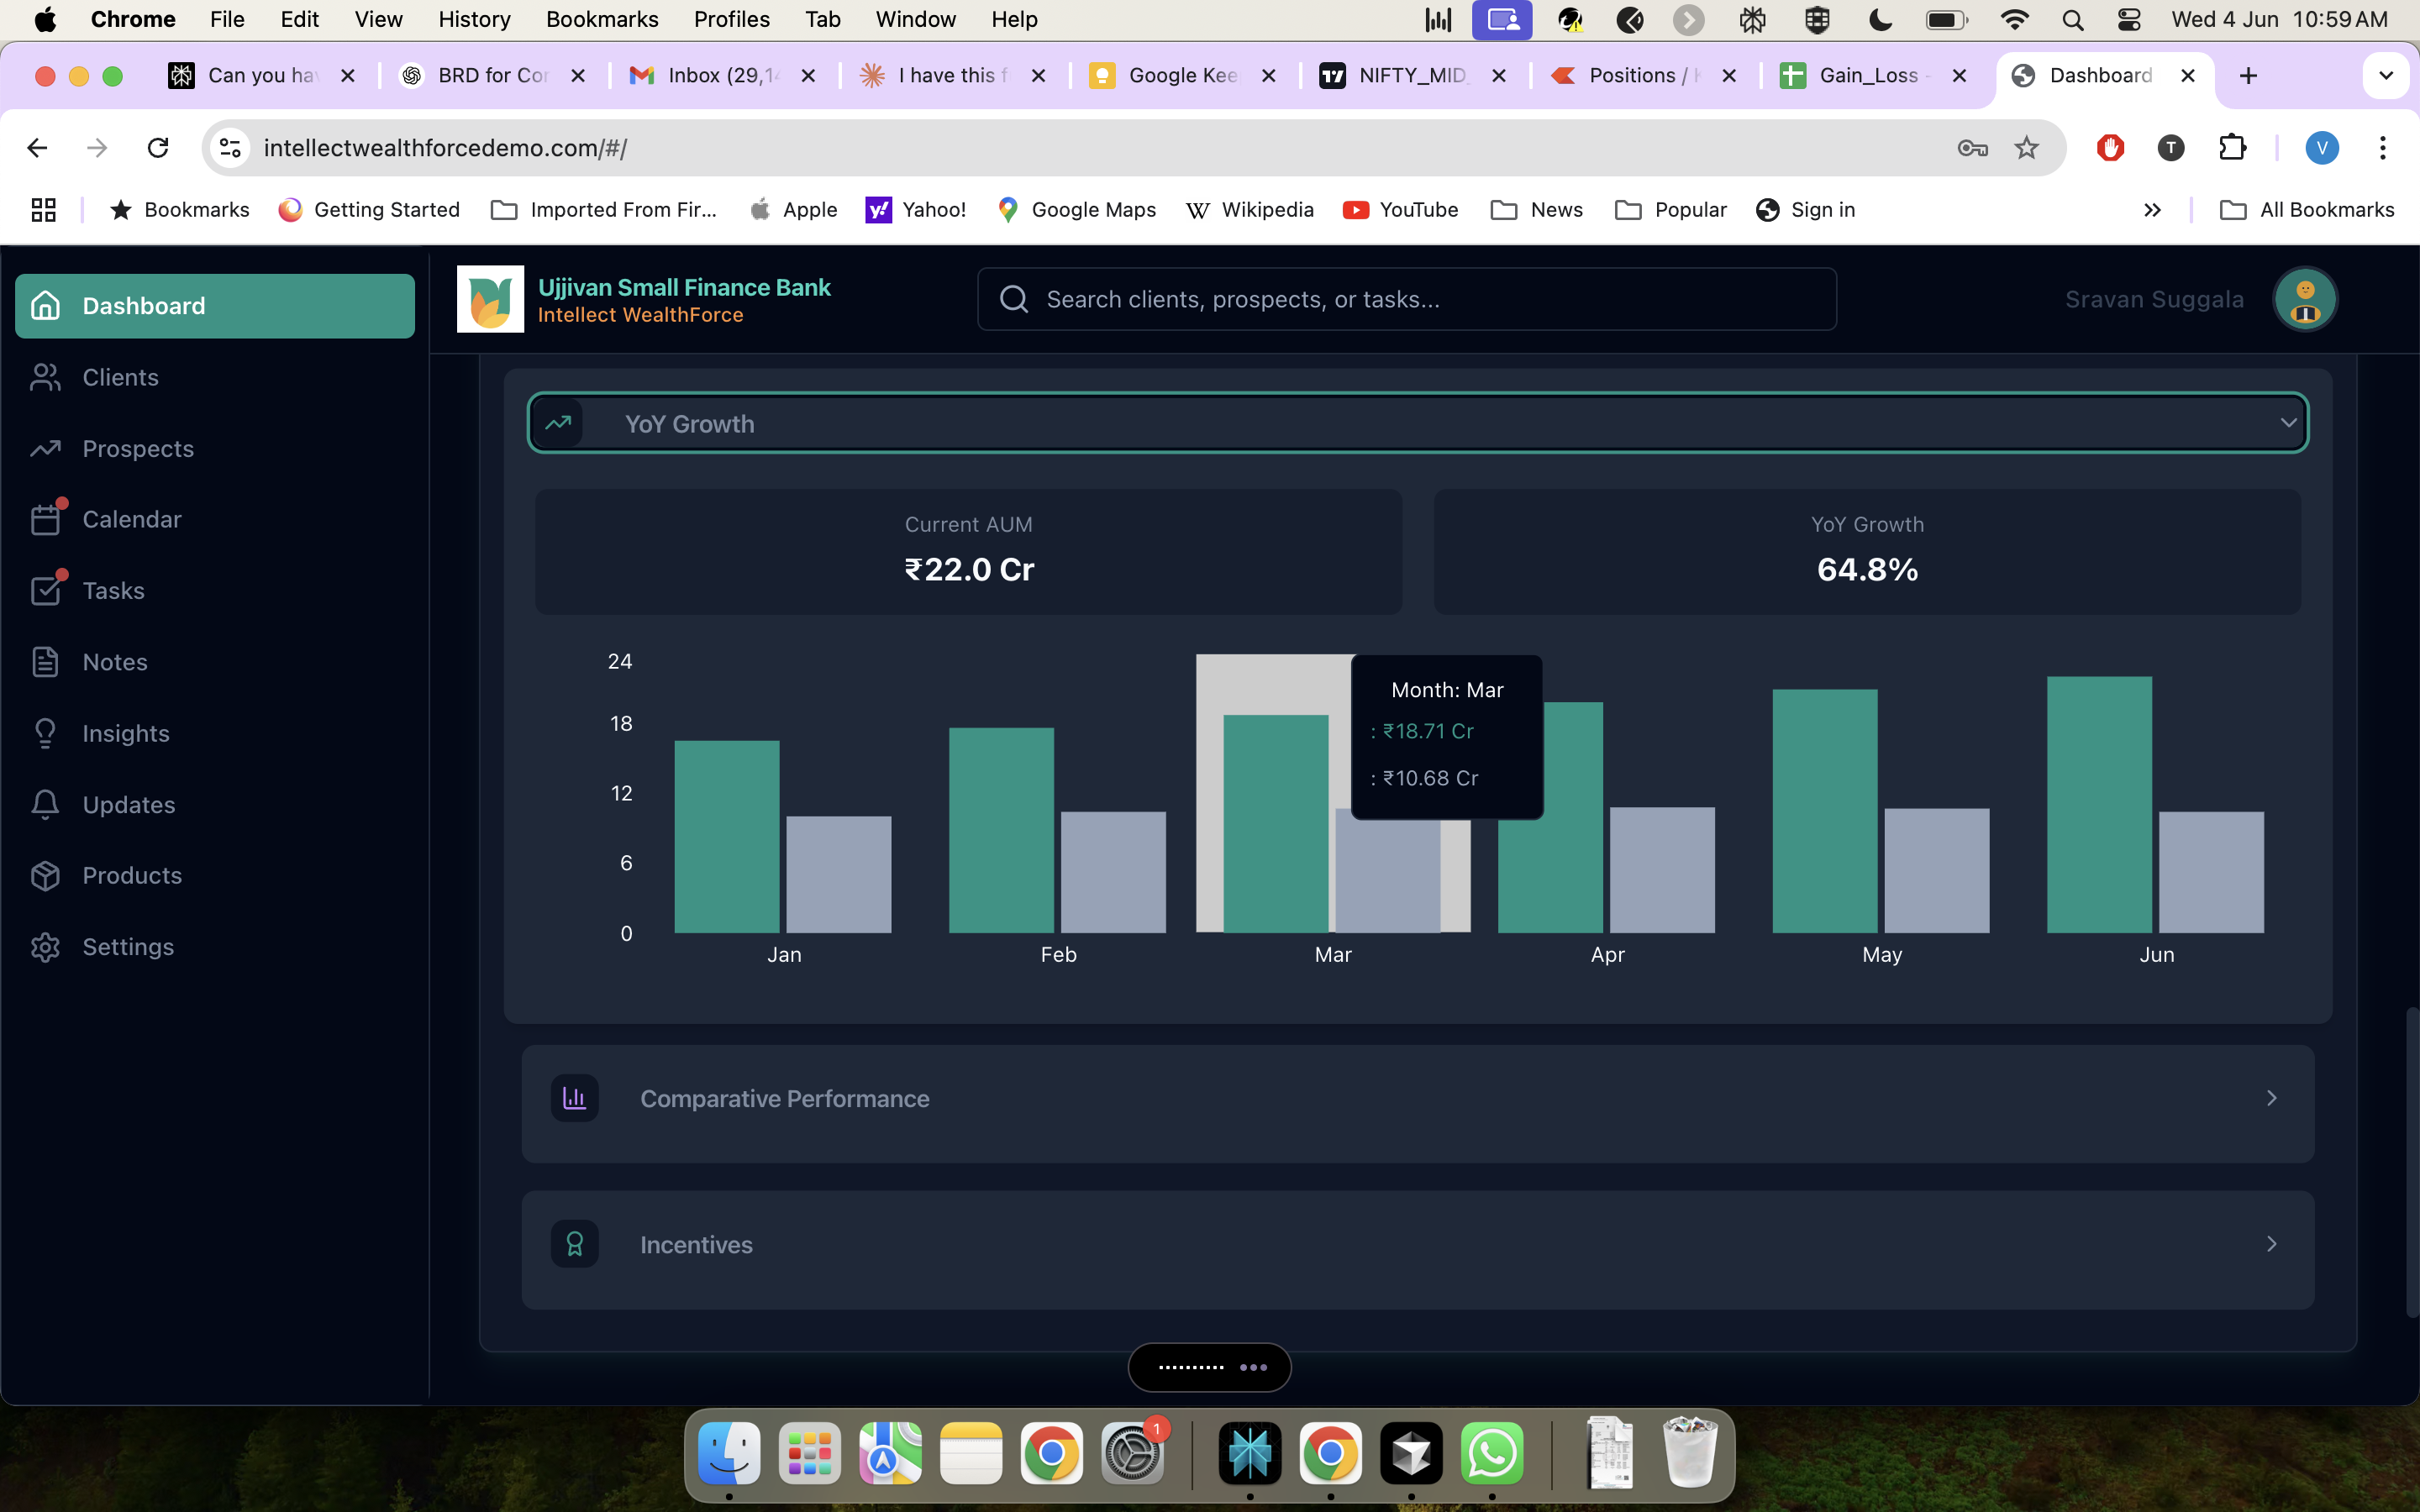 Chrome File Edit View History Bookmarks Profiles Tab Window Help Wed 4 Jun 10:59 AM
Can you ha BRD for Co Inbox (29,1 I have this f Google Kee NIFTY_MID_ Positions / Gain_Loss - Dashboard
intellectwealthforcedemo.com/#/ T V
Bookmarks Getting Started Imported From Fir... Apple Yahoo! Google Maps Wikipedia YouTube News Popular Sign in All Bookmarks
Dashboard
Clients
Prospects
Calendar
Tasks
Notes
Insights
Updates
Products
Settings
Ujjivan Small Finance Bank
Intellect WealthForce
Search clients, prospects, or tasks...
Sravan Suggala
YoY Growth
Current AUM
₹22.0 Cr
YoY Growth
64.8%
24
18
12
6
0
Month: Mar
: ₹18.71 Cr
: ₹10.68 Cr
Jan Feb Mar Apr May Jun
Comparative Performance
Incentives
1